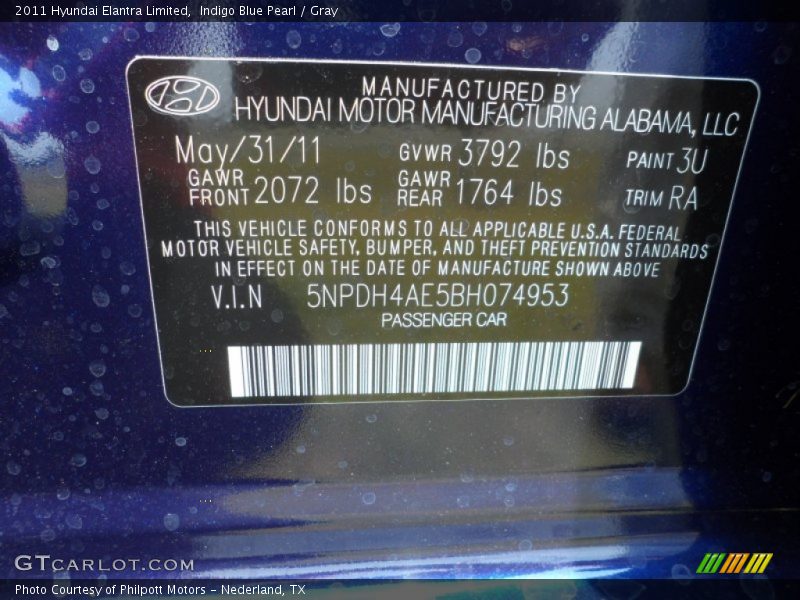 2011 Hyundai Elantra Limited, Indigo Blue Pearl / Gray
MANUFACTURED BY
HYUNDAI MOTOR MANUFACTURING ALABAMA, LLC
May/31/11 GVWR 3792 lbs PAINT 3U
GAWR FRONT 2072 lbs GAWR REAR 1764 lbs TRIM RA
THIS VEHICLE CONFORMS TO ALL APPLICABLE U.S.A. FEDERAL
MOTOR VEHICLE SAFETY, BUMPER, AND THEFT PREVENTION STANDARDS
IN EFFECT ON THE DATE OF MANUFACTURE SHOWN ABOVE
V.I.N 5NPDH4AE5BH074953
PASSENGER CAR
GTCARLOT.COM
Photo Courtesy of Philpott Motors – Nederland, TX